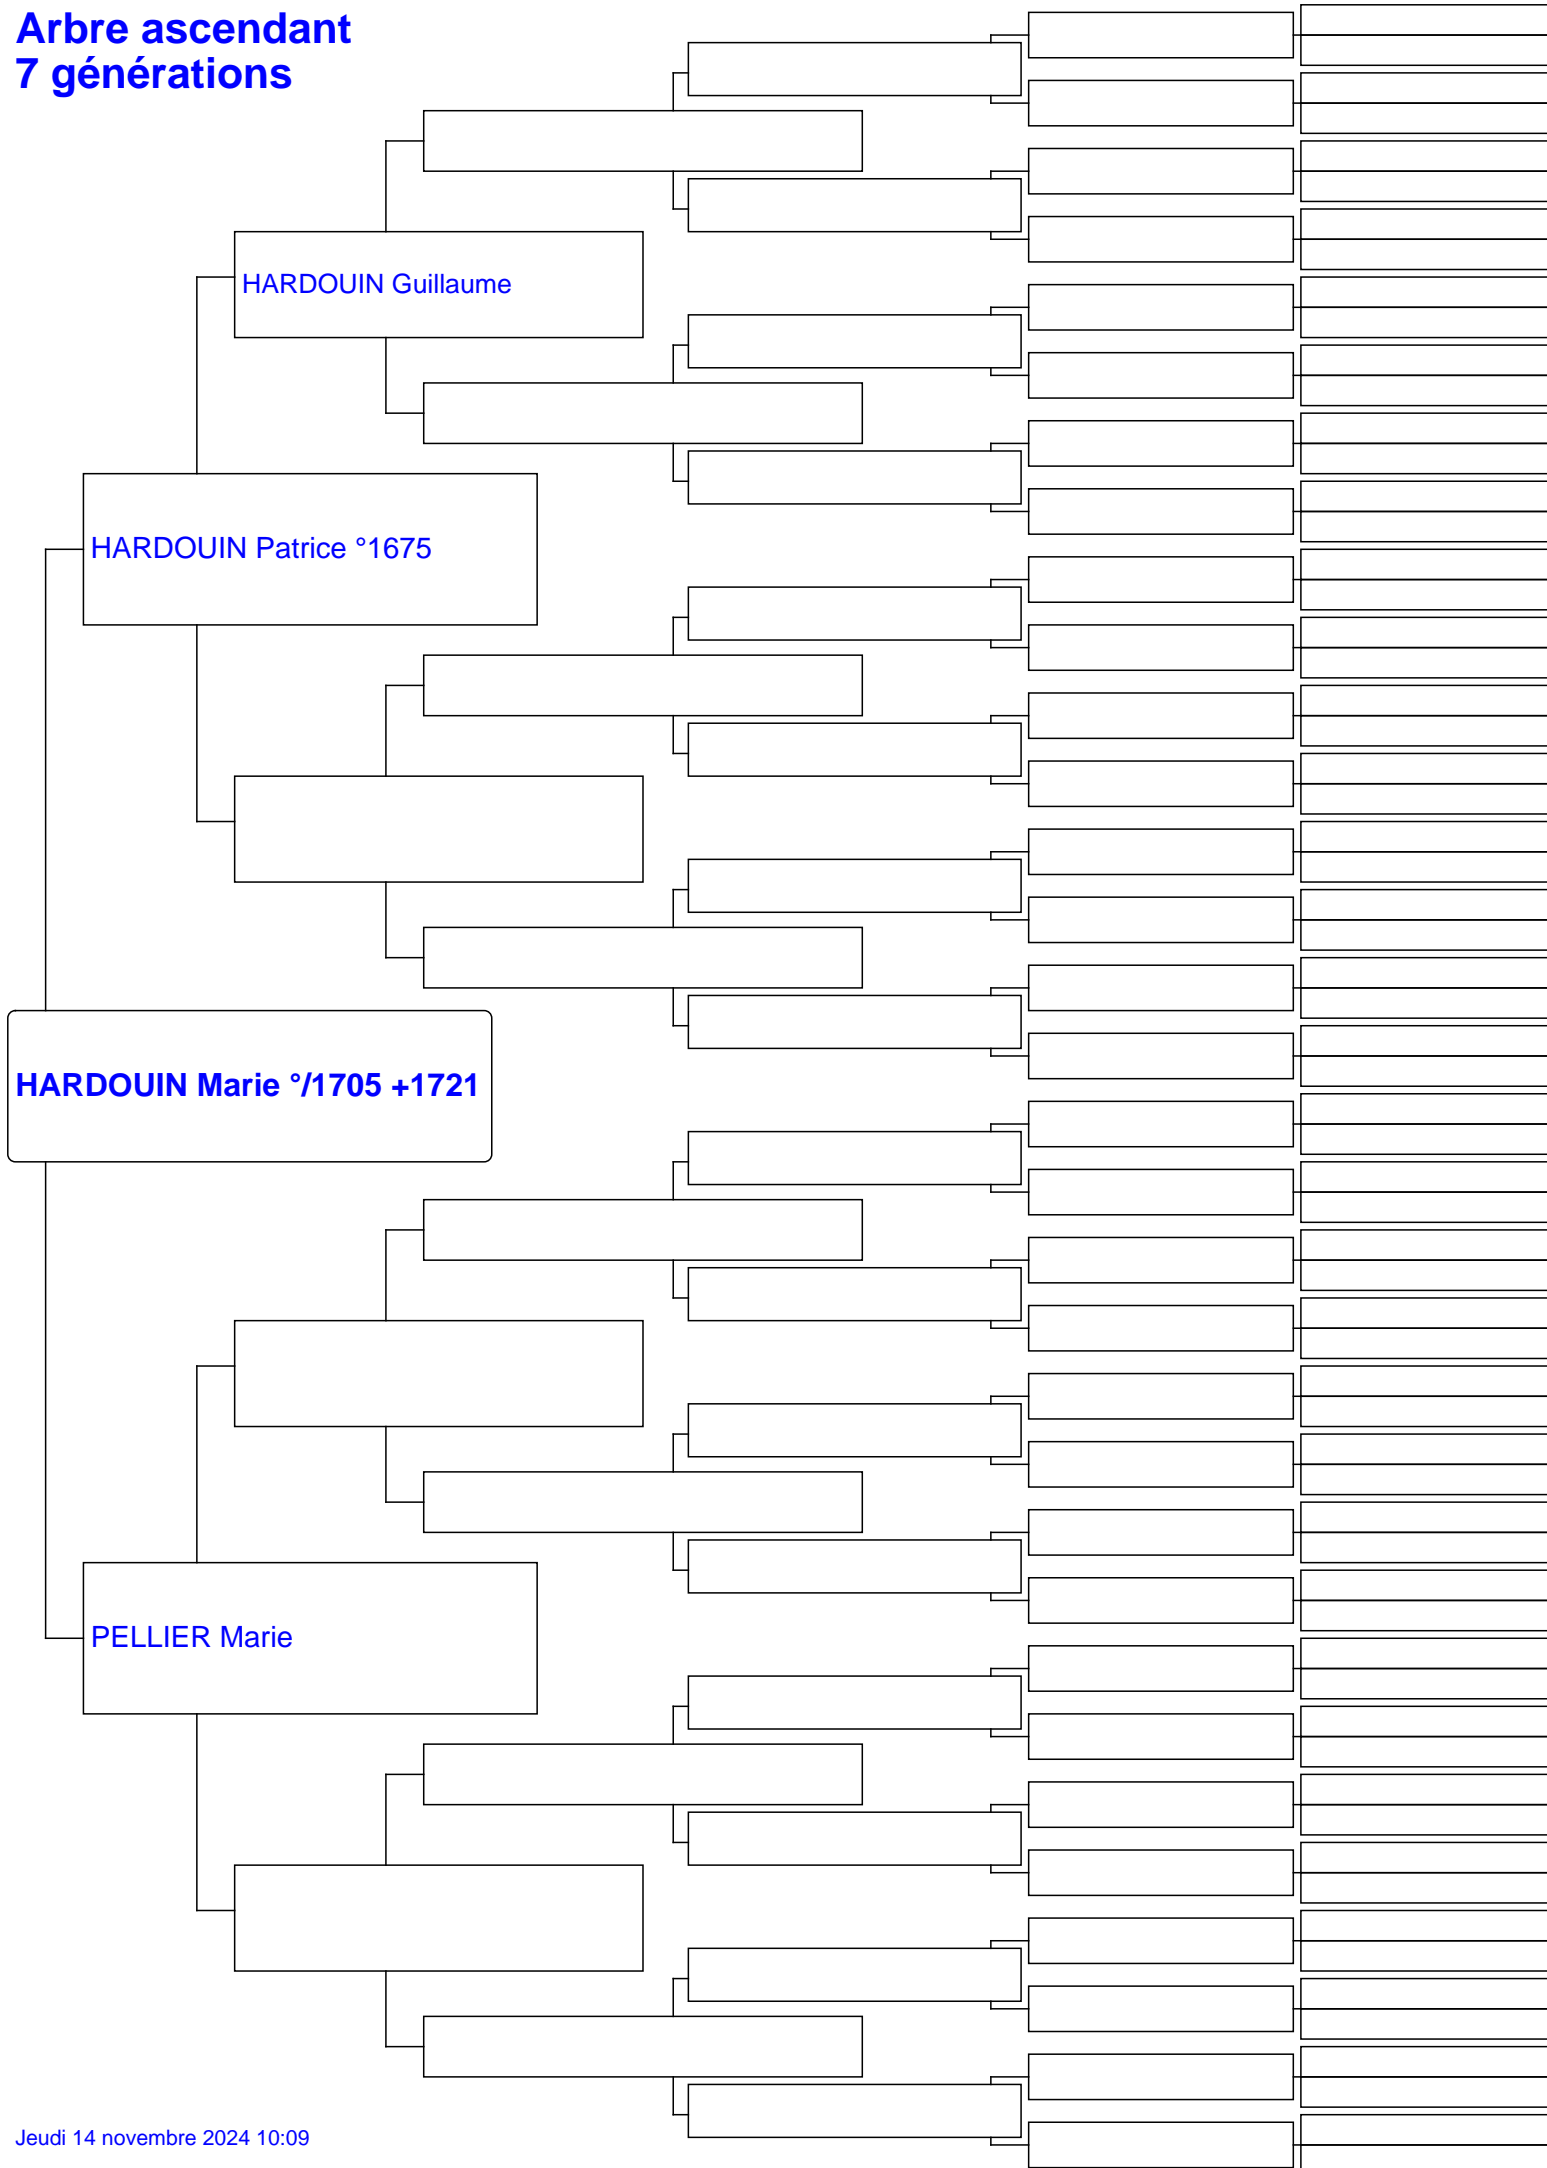 Arbre ascendant
7 générations
HARDOUIN Guillaume
HARDOUIN Patrice °1675
HARDOUIN Marie °/1705 +1721
PELLIER Marie
Jeudi 14 novembre 2024 10:09